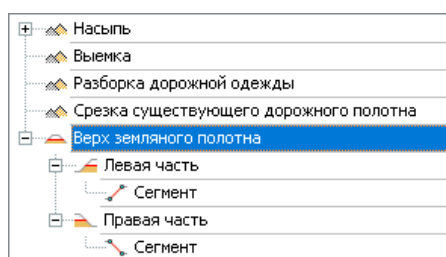 Насыпь
Выемка
Разборка дорожной одежды
Срезка существующего дорожного полотна
Верх земляного полотна
Левая часть
Сегмент
Правая часть
Сегмент